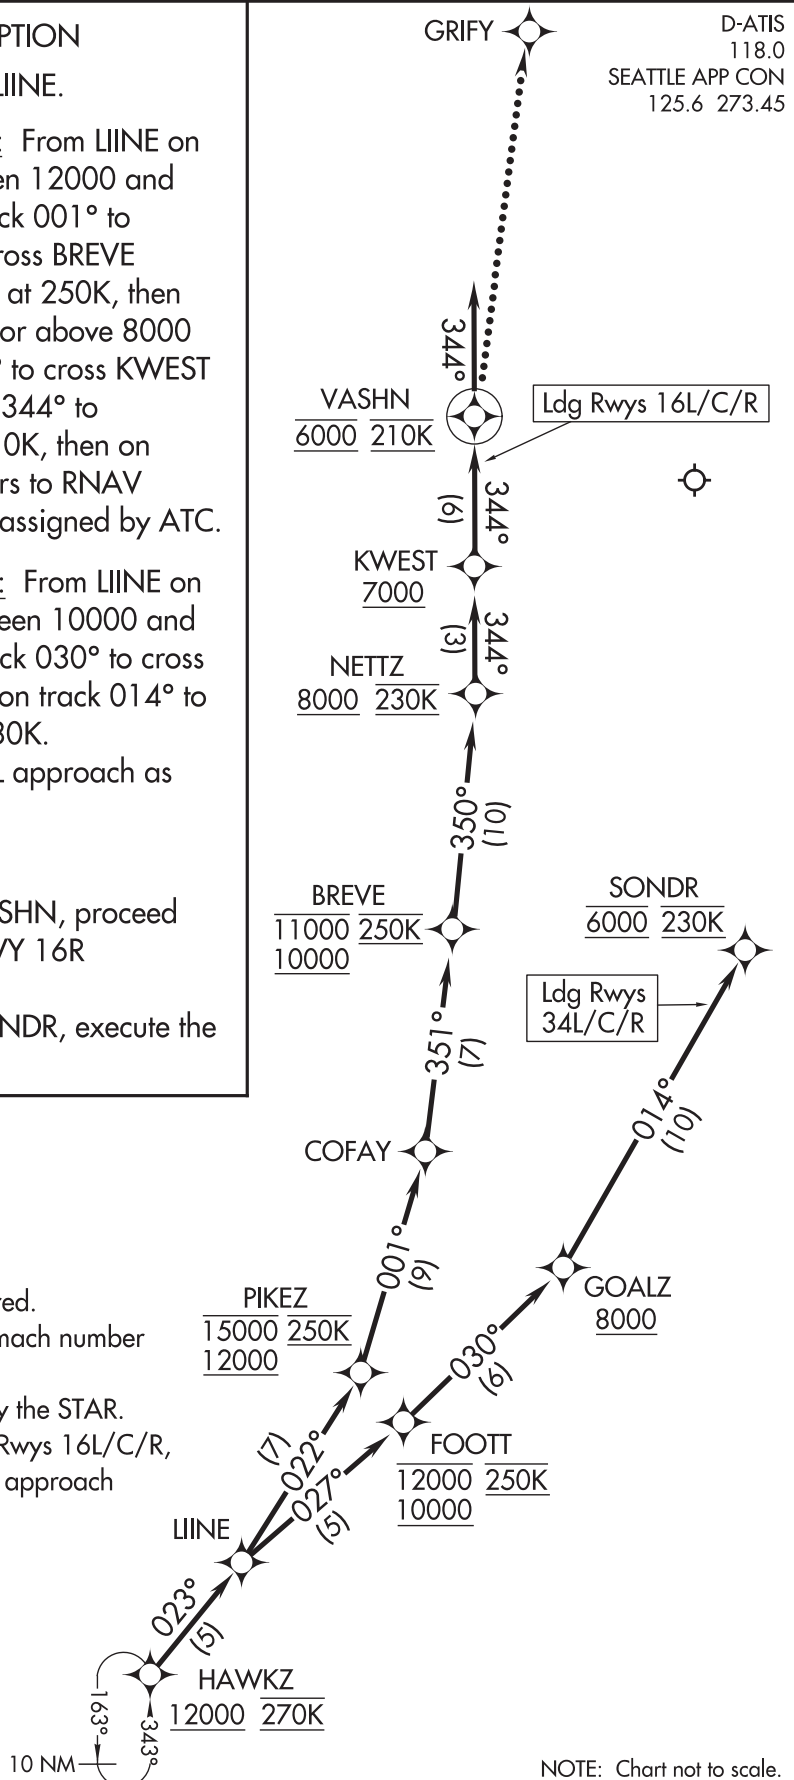 PTION
LIINE.
: From LIINE on
en 12000 and
ck 001° to
ross BREVE
at 250K, then
or above 8000
° to cross KWEST
344° to
0K, then on
rs to RNAV
assigned by ATC.
: From LIINE on
een 10000 and
ck 030° to cross
on track 014° to
30K.
L approach as
SHN, proceed
VY 16R
NDR, execute the
GRIFY
D-ATIS
118.0
SEATTLE APP CON
125.6 273.45
344°
VASHN
6000 210K
Ldg Rwys 16L/C/R
344°
(6)
KWEST
7000
344°
(3)
NETTZ
8000 230K
350°
(10)
BREVE
11000 250K
10000
SONDR
6000 230K
Ldg Rwys
34L/C/R
351°
(7)
014°
(10)
COFAY
001°
(9)
GOALZ
8000
red.
mach number
y the STAR.
Rwys 16L/C/R,
approach
PIKEZ
15000 250K
12000
030°
(6)
FOOTT
12000 250K
10000
(7)
022°
027°
(5)
LIINE
023°
(5)
HAWKZ
12000 270K
163°
343°
10 NM
NOTE: Chart not to scale.